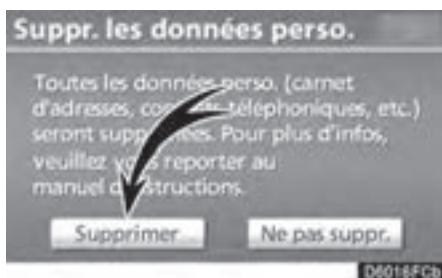 Suppr. les données perso.
Toutes les données perso. (carnet
d'adresses, téléphoniques, etc.)
seront Pour plus d'infos,
veuillez reporter au
manuel
Supprimer
Ne pas suppr.
D6016FCb